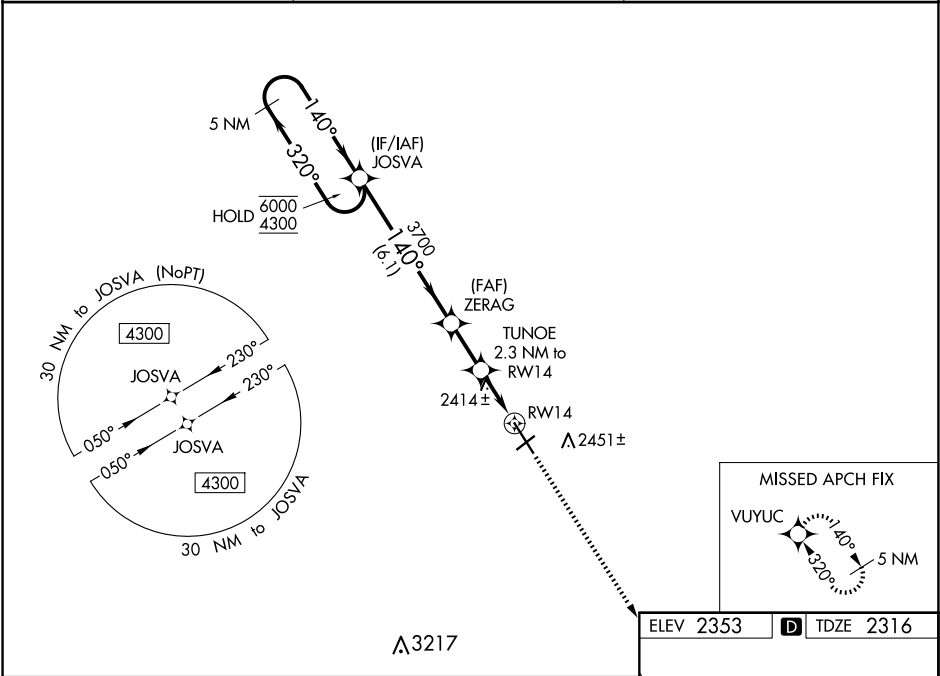 5 NM
140°
320°
(IF/IAF)
JOSVA
HOLD 6000
4300
3700
140°
(6.1)
(FAF)
ZERAG
TUNOE
2.3 NM to
RW14
2414±
RW14
2451±
30 NM to JOSVA (NoPT)
4300
230°
JOSVA
050°
230°
050°
JOSVA
4300
30 NM to JOSVA
MISSED APCH FIX
VUYUC
140°
320°
5 NM
3217
ELEV 2353 D TDZE 2316